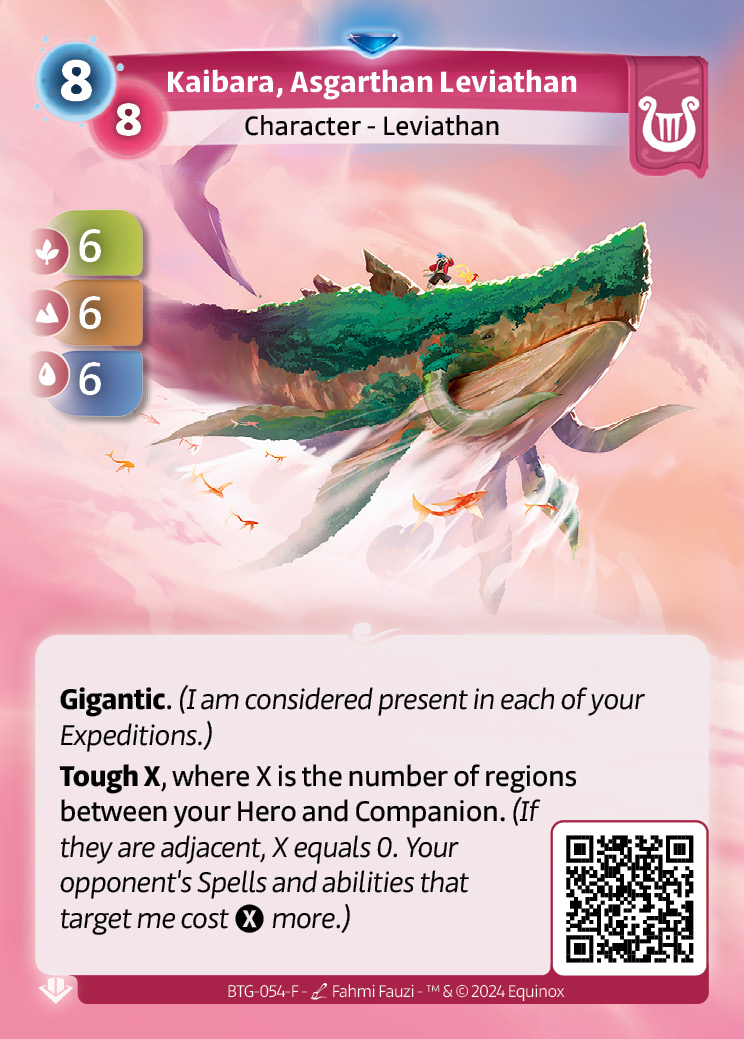 8
Kaibara, Asgarthan Leviathan
8
Character - Leviathan
6
6
6
Gigantic. (I am considered present in each of your
Expeditions.)
Tough X, where X is the number of regions
between your Hero and Companion. (If
they are adjacent, X equals 0. Your
opponent's Spells and abilities that
target me cost X more.)
BTG-054-F - Fahmi Fauzi - ™ & © 2024 Equinox